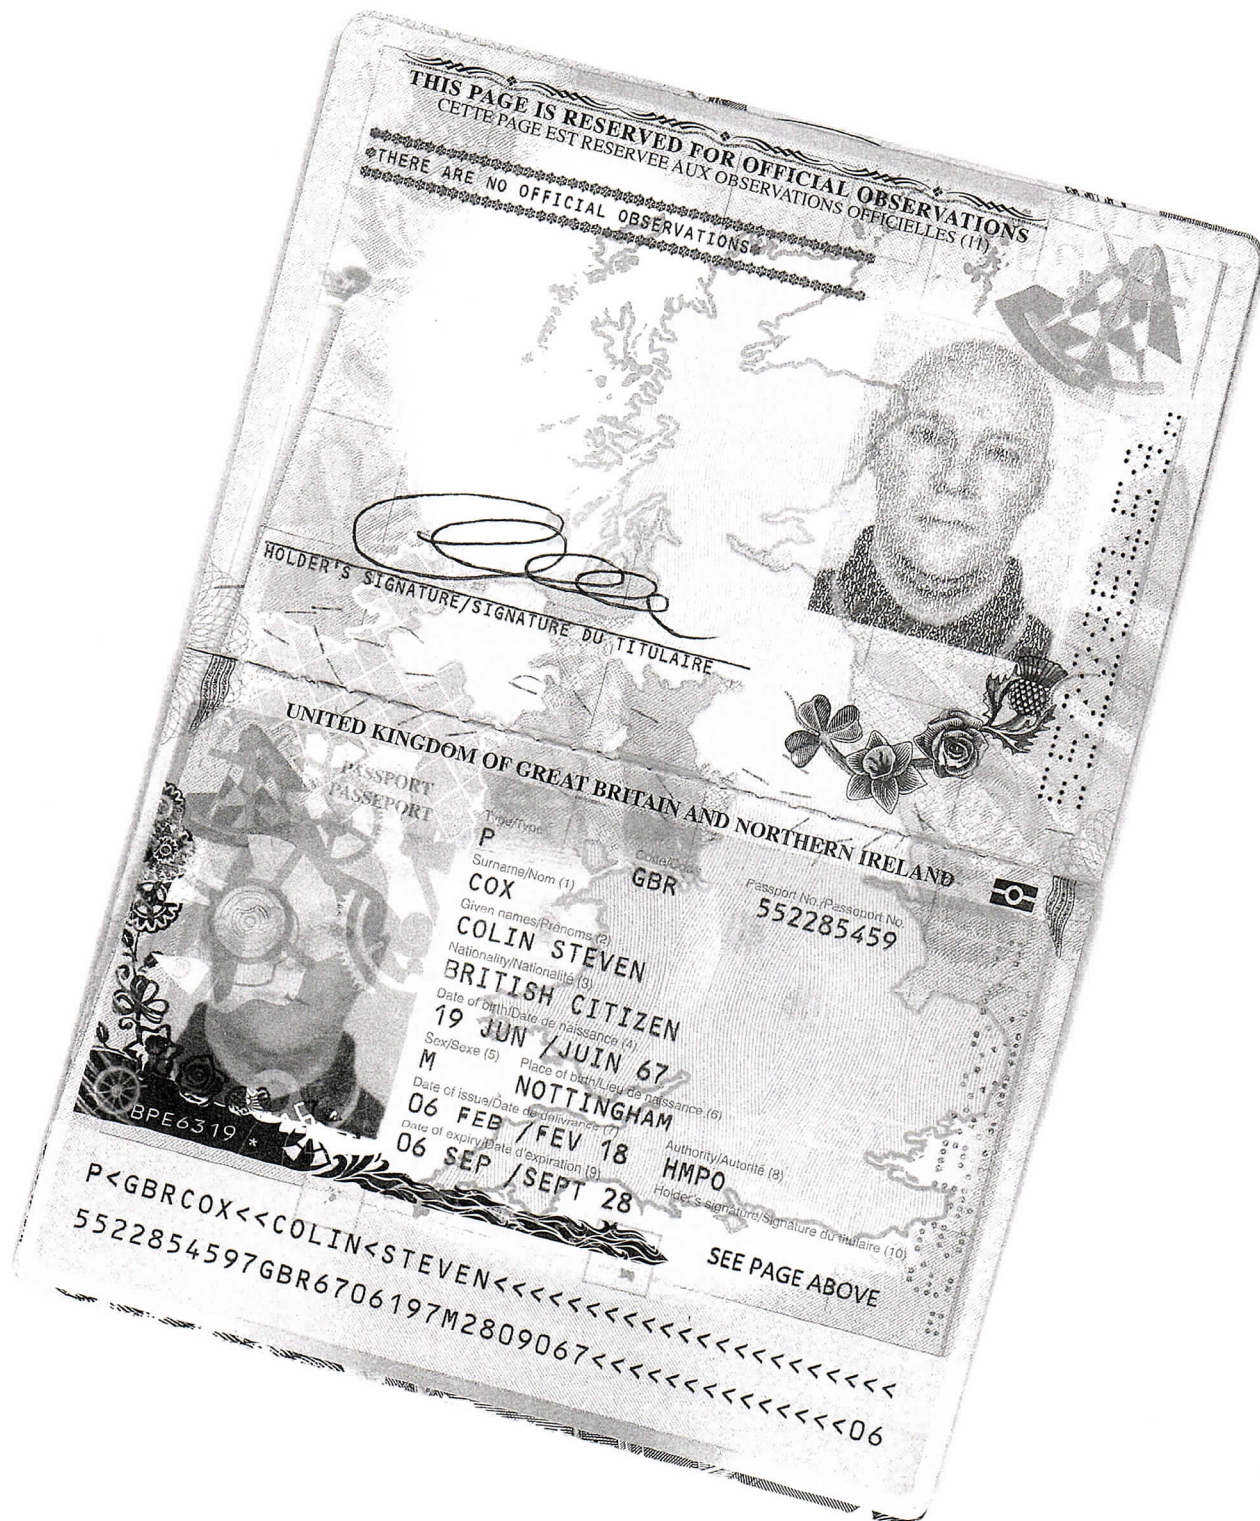 THIS PAGE IS RESERVED FOR OFFICIAL OBSERVATIONS
CETTE PAGE EST RESERVEE AUX OBSERVATIONS OFFICIELLES (11)
*THERE ARE NO OFFICIAL OBSERVATIONS*
HOLDER'S SIGNATURE/SIGNATURE DU TITULAIRE
UNITED KINGDOM OF GREAT BRITAIN AND NORTHERN IRELAND
PASSPORT
PASSEPORT
Type/Type
P
GBR
Passport No./Passeport No.
552285459
Surname/Nom (1)
COX
Given names/Prénoms (2)
COLIN STEVEN
Nationality/Nationalité (3)
BRITISH CITIZEN
Date of birth/Date de naissance (4)
19 JUN /JUIN 67
Sex/Sexe (5) Place of birth/Lieu de naissance (6)
M NOTTINGHAM
Date of issue/Date de délivrance (7) Authority/Autorité (8)
06 FEB /FEV 18 HMPO
Date of expiry/Date d'expiration (9) Holder's signature/Signature du titulaire (10)
06 SEP /SEPT 28
SEE PAGE ABOVE
BPE6319 *
P<GBRCOX<<COLIN<STEVEN<<<<<<<<<<<<<<<<<<<<<<
5522854597GBR6706197M2809067<<<<<<<<<<<<<<06